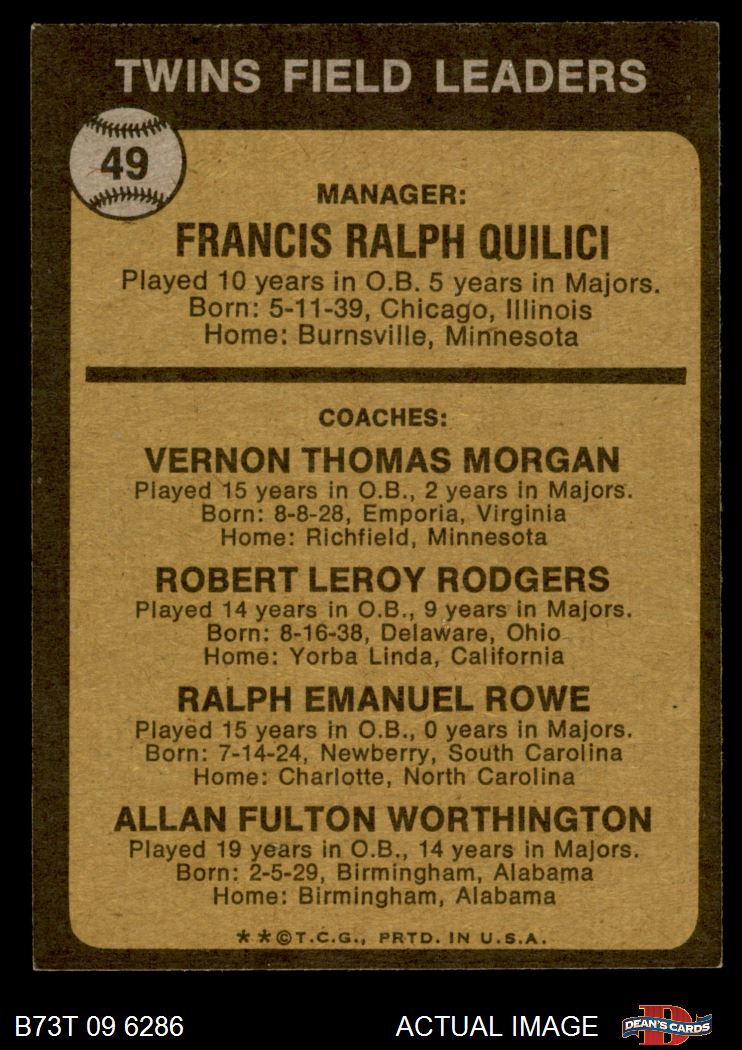 TWINS FIELD LEADERS
49
MANAGER:
FRANCIS RALPH QUILICI
Played 10 years in O.B. 5 years in Majors.
Born: 5-11-39, Chicago, Illinois
Home: Burnsville, Minnesota
COACHES:
VERNON THOMAS MORGAN
Played 15 years in O.B., 2 years in Majors.
Born: 8-8-28, Emporia, Virginia
Home: Richfield, Minnesota
ROBERT LEROY RODGERS
Played 14 years in O.B., 9 years in Majors.
Born: 8-16-38, Delaware, Ohio
Home: Yorba Linda, California
RALPH EMANUEL ROWE
Played 15 years in O.B., 0 years in Majors.
Born: 7-14-24, Newberry, South Carolina
Home: Charlotte, North Carolina
ALLAN FULTON WORTHINGTON
Played 19 years in O.B., 14 years in Majors.
Born: 2-5-29, Birmingham, Alabama
Home: Birmingham, Alabama
**©T.C.G., PRTD. IN U.S.A.
B73T 09 6286 ACTUAL IMAGE D DEAN'S CARDS